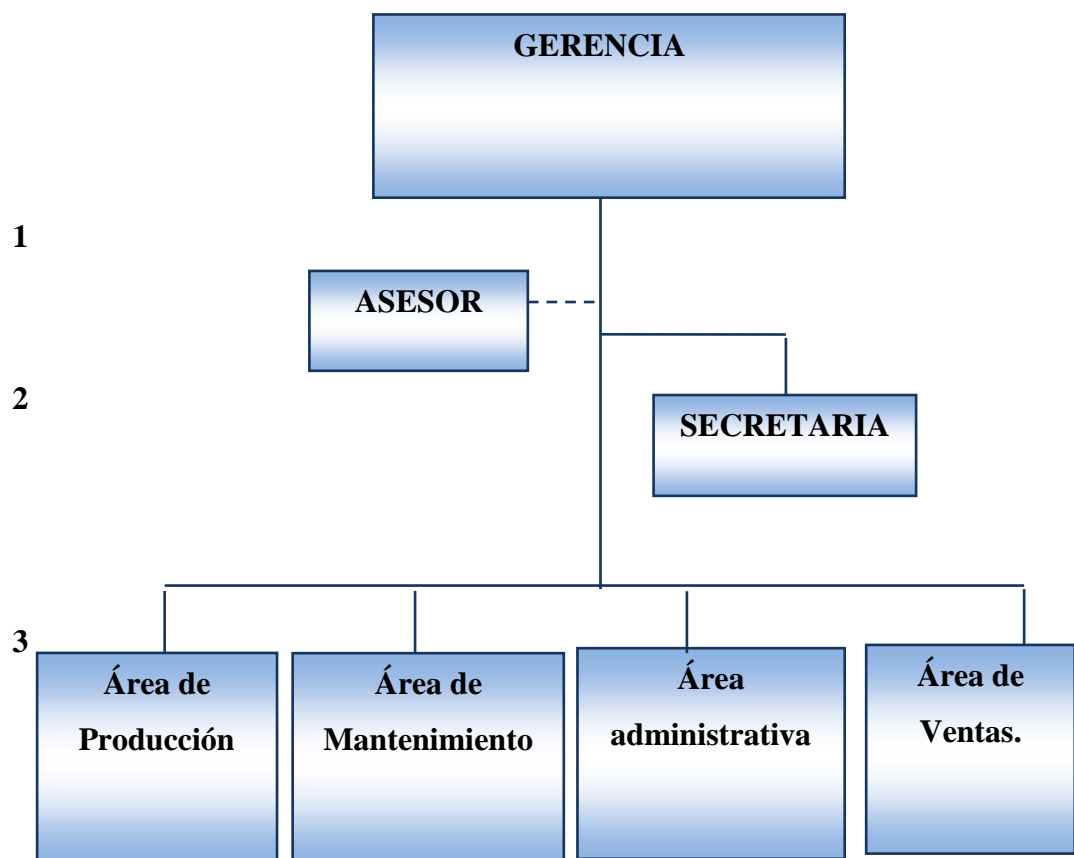 GERENCIA
1
ASESOR
2
SECRETARIA
3
Área de
Producción
Área de
Mantenimiento
Área
administrativa
Área de
Ventas.